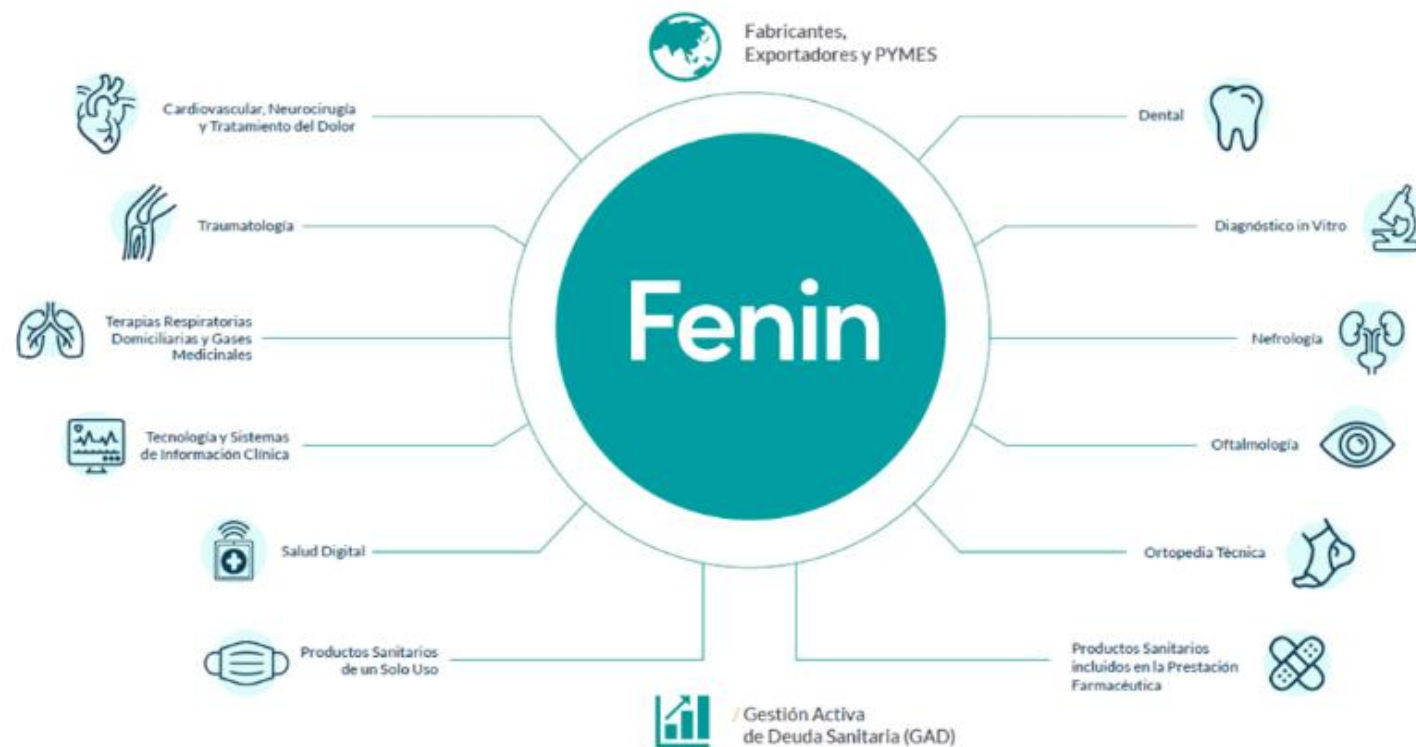 Fabricantes,
Exportadores y PYMES
Cardiovascular, Neurocirugía
y Tratamiento del Dolor
Dental
Traumatología
Diagnóstico in Vitro
Fenin
Terapias Respiratorias
Domiciliarias y Gases
Medicinales
Nefrología
Tecnología y Sistemas
de Información Clínica
Oftalmología
Salud Digital
Ortopedia Técnica
Productos Sanitarios
de un Solo Uso
Productos Sanitarios
incluidos en la Prestación
Farmacéutica
/ Gestión Activa
de Deuda Sanitaria (GAD)